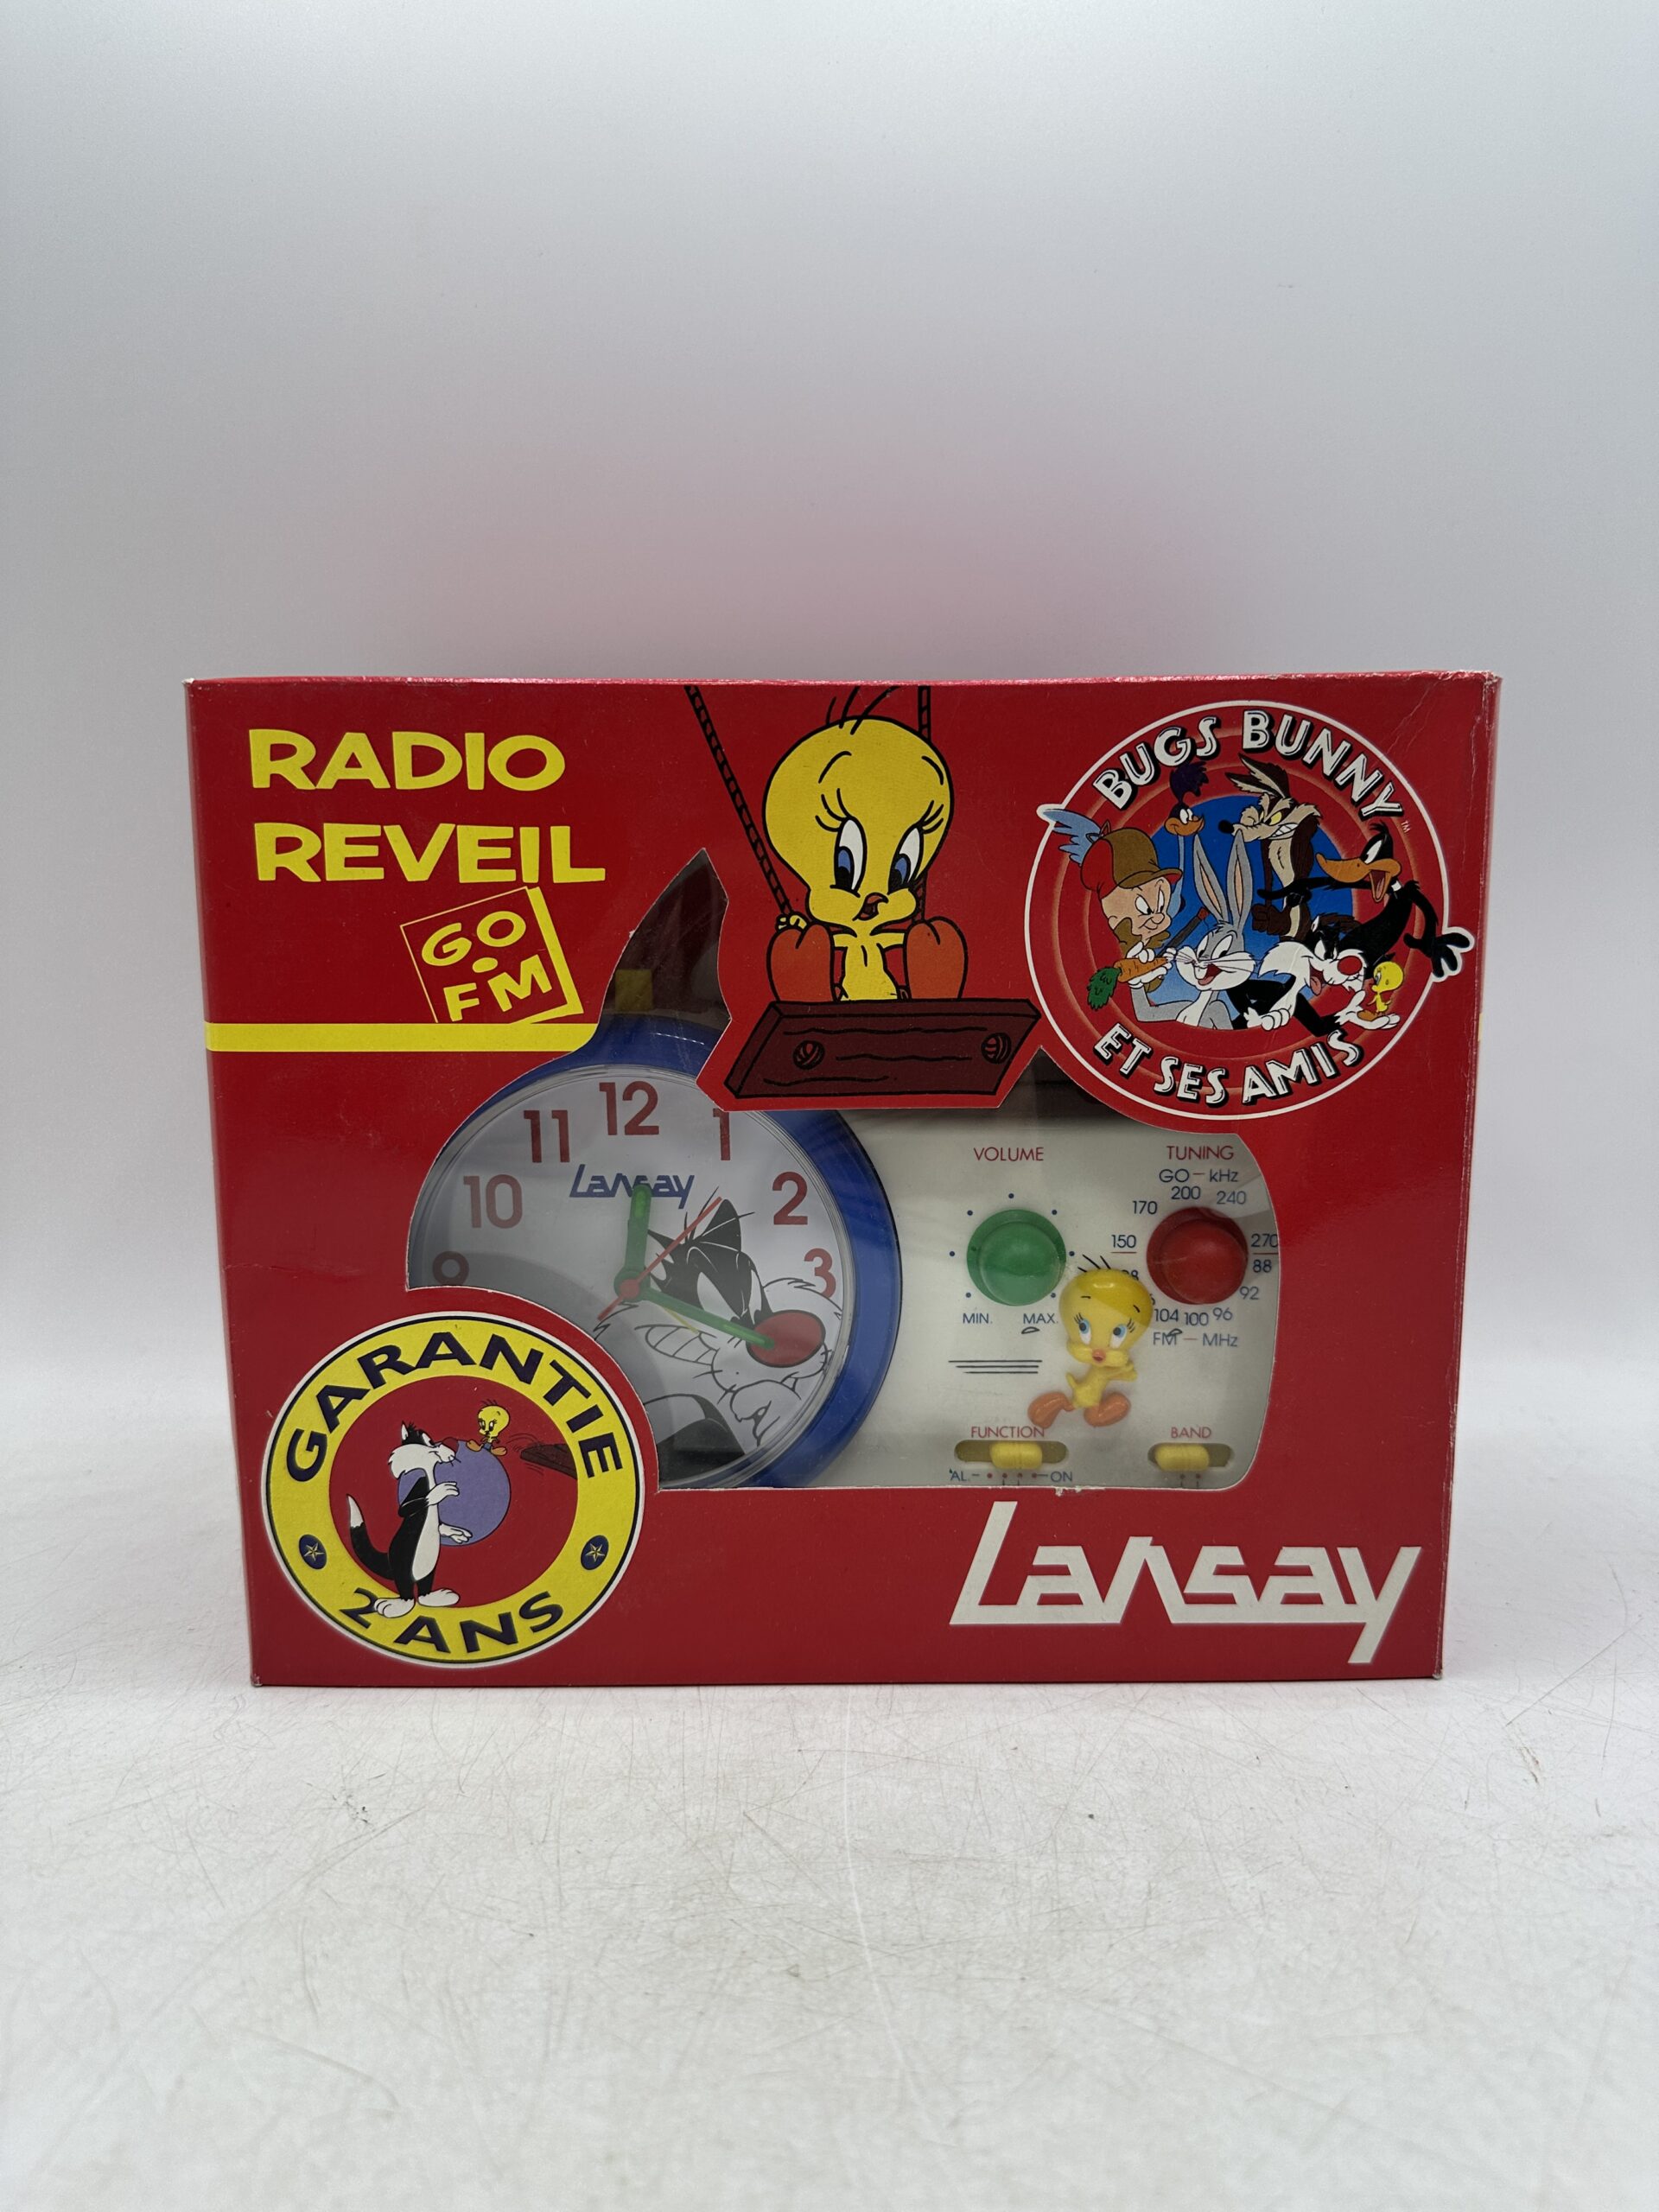 RADIO
REVEIL
GO
FM
BUGS BUNNY™
ET SES AMIS
12
11
1
Lansay
10
2
9
3
VOLUME
MIN. MAX.
TUNING
GO – kHz
200 240
170
150 270
88
92
104 100 96
FM – MHz
FUNCTION
AL. ON
BAND
GARANTIE
2 ANS
Lansay